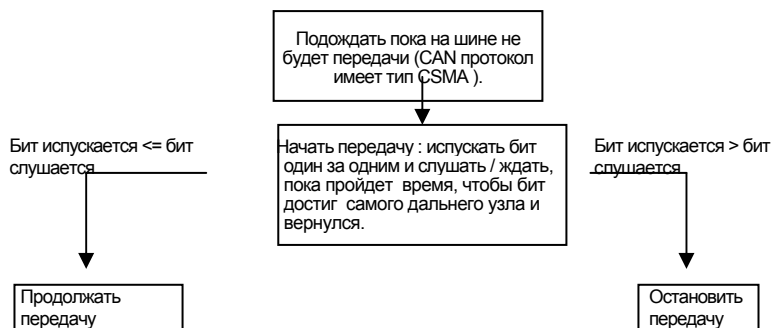 Подождать пока на шине не
будет передачи (CAN протокол
имеет тип CSMA ).
Бит испускается <= бит
слушается
Начать передачу : испускать бит
один за одним и слушать / ждать,
пока пройдет время, чтобы бит
достиг самого дальнего узла и
вернулся.
Бит испускается > бит
слушается
Продолжать
передачу
Остановить
передачу